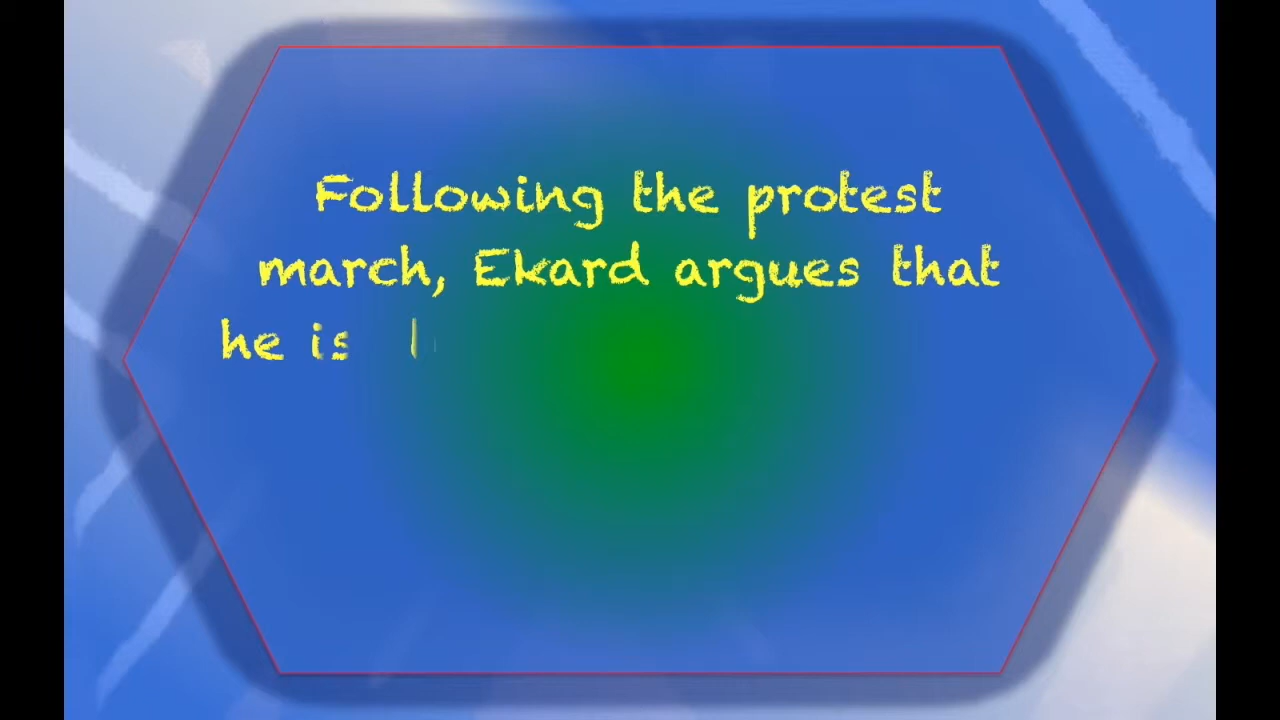 Following the protest
march, Ekard argues that
he is